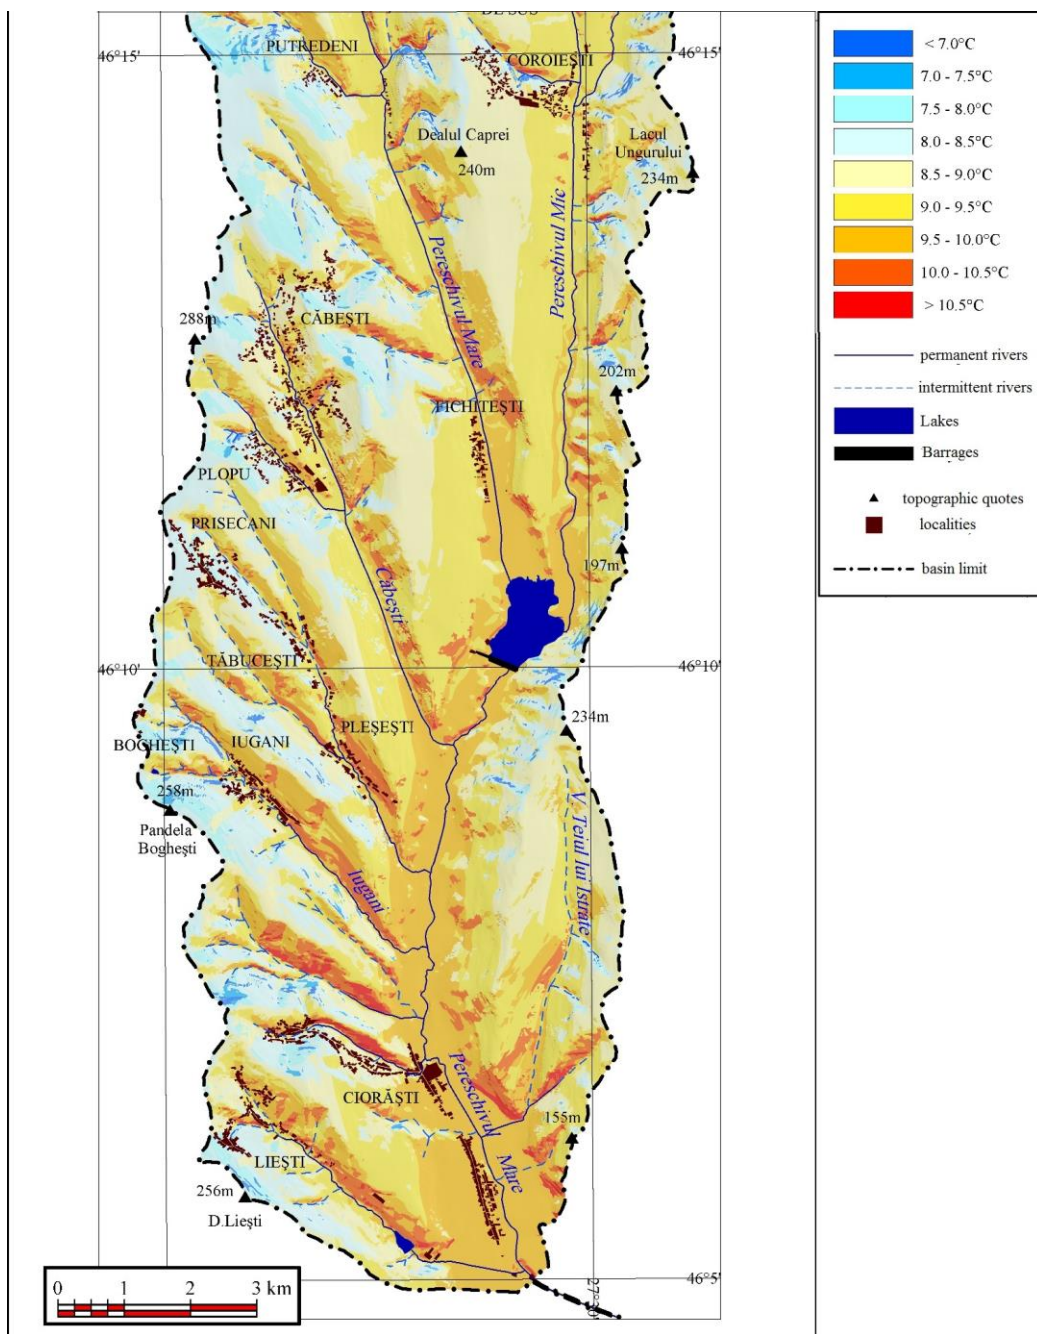 DE SUS
46°15'
PUTREDENI
COROIEŞTI
46°15'
Dealul Caprei
240m
Lacul
Ungurului
234m
Pereschivul Mare
Pereschivul Mic
CĂBEŞTI
288m
202m
FICHITEŞTI
PLOPU
PRISECANI
197m
Căbeşti
46°10'
TĂBUCEŞTI
46°10'
PLEŞEŞTI
234m
BOGHEŞTI
IUGANI
258m
Pandela
Bogheşti
V. Teiul lui Istrate
Iugani
Pereschivul
Mare
CIORĂŞTI
155m
LIEŞTI
256m
D.Lieşti
46°5'
0 1 2 3 km
< 7.0°C
7.0 - 7.5°C
7.5 - 8.0°C
8.0 - 8.5°C
8.5 - 9.0°C
9.0 - 9.5°C
9.5 - 10.0°C
10.0 - 10.5°C
> 10.5°C
permanent rivers
intermittent rivers
Lakes
Barrages
topographic quotes
localities
basin limit